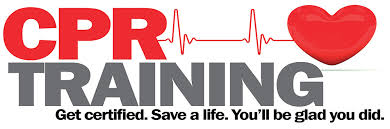 CPR
TRAINING
Get certified. Save a life. You'll be glad you did.